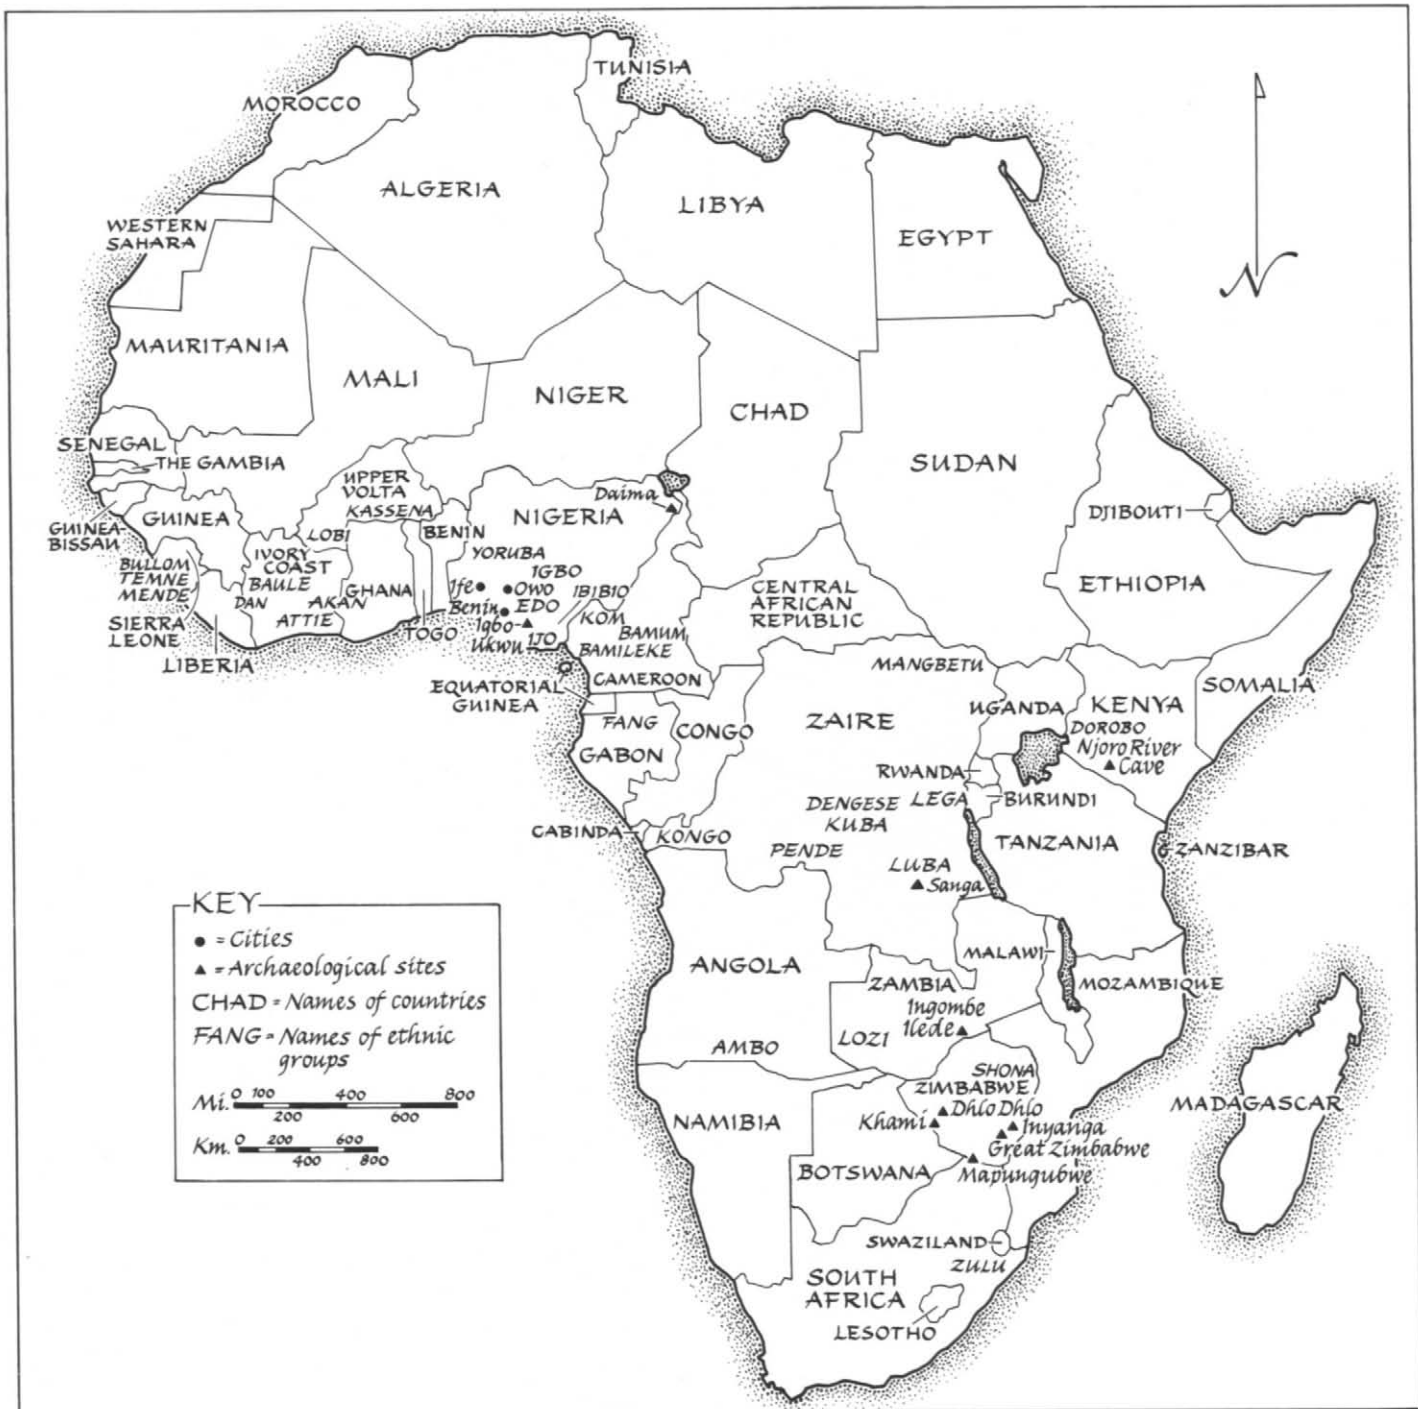 TUNISIA
MOROCCO
ALGERIA
LIBYA
EGYPT
WESTERN
SAHARA
N
MAURITANIA
MALI
NIGER
CHAD
SUDAN
SENEGAL
THE GAMBIA
UPPER
VOLTA
KASSENA
Daima
NIGERIA
DJIBOUTI
GUINEA-
BISSAU
GUINEA
LOBI
BENIN
YORUBA
IVORY
COAST
BAULE
BULLOM
TEMNE
MENDE
DAN
AKAN
ATTIE
GHANA
Ife
Owo
IGBO
IBIBIO
Benin
EDO
Igbo-
Ukwu
IJO
KOM
BAMUM
BAMILEKE
CENTRAL
AFRICAN
REPUBLIC
ETHIOPIA
SIERRA
LEONE
LIBERIA
TOGO
CAMEROON
EQUATORIAL
GUINEA
MANGBETU
SOMALIA
FANG
GABON
CONGO
ZAIRE
UGANDA
KENYA
DOROBO
Njoro River
Cave
RWANDA
LEGA
BURUNDI
DENGESE
KUBA
CABINDA
KONGO
PENDE
TANZANIA
ZANZIBAR
LUBA
Sanga
KEY
= Cities
= Archaeological sites
CHAD = Names of countries
FANG = Names of ethnic
groups
Mi. 0 100 400 800
200 600
Km. 0 200 600
400 800
ANGOLA
AMBO
ZAMBIA
Ingombe
Ilede
LOZI
MALAWI
MOZAMBIQUE
SHONA
ZIMBABWE
Dhlo Dhlo
Khami
Inyanga
Great Zimbabwe
Mapungubwe
NAMIBIA
BOTSWANA
MADAGASCAR
SWAZILAND
ZULU
SOUTH
AFRICA
LESOTHO